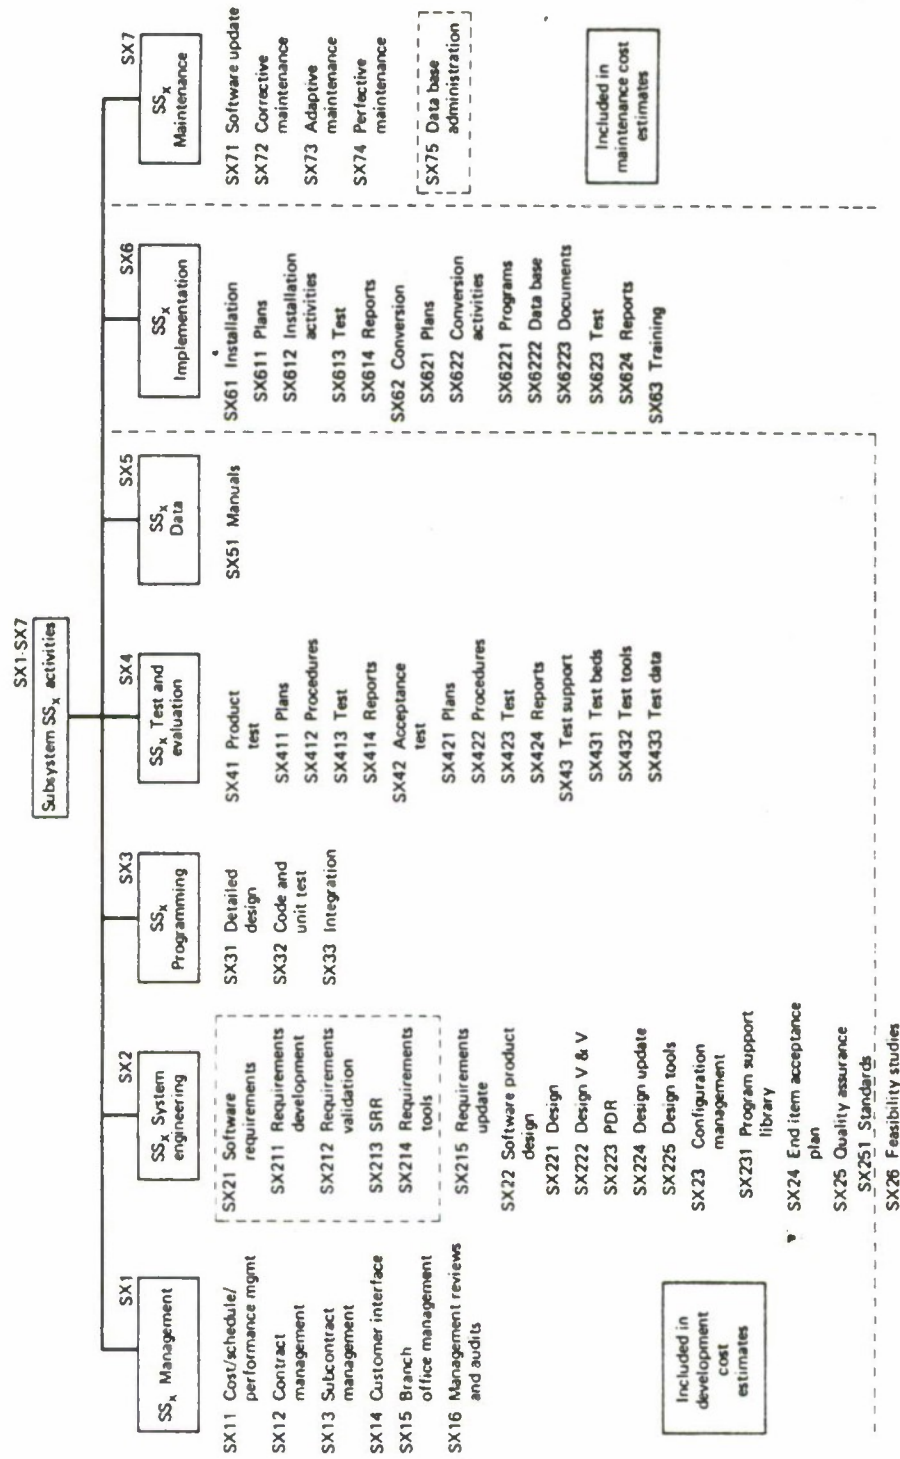 SX1-SX7
Subsystem SSx activities
SX1
SSx Management
SX11 Cost/schedule/
performance mgmt
SX12 Contract
management
SX13 Subcontract
management
SX14 Customer interface
SX15 Branch
office management
SX16 Management reviews
and audits
Included in
development
cost
estimates
SX2
SSx System
engineering
SX21 Software
requirements
SX211 Requirements
development
SX212 Requirements
validation
SX213 SRR
SX214 Requirements
tools
SX215 Requirements
update
SX22 Software product
design
SX221 Design
SX222 Design V & V
SX223 PDR
SX224 Design update
SX225 Design tools
SX23 Configuration
management
SX231 Program support
library
SX24 End item acceptance
plan
SX25 Quality assurance
SX251 Standards
SX26 Feasibility studies
SX3
SSx
Programming
SX31 Detailed
design
SX32 Code and
unit test
SX33 Integration
SX4
SSx Test and
evaluation
SX41 Product
test
SX411 Plans
SX412 Procedures
SX413 Test
SX414 Reports
SX42 Acceptance
test
SX421 Plans
SX422 Procedures
SX423 Test
SX424 Reports
SX43 Test support
SX431 Test beds
SX432 Test tools
SX433 Test data
SX5
SSx
Data
SX51 Manuals
SX6
SSx
Implementation
SX61 Installation
SX611 Plans
SX612 Installation
activities
SX613 Test
SX614 Reports
SX62 Conversion
SX621 Plans
SX622 Conversion
activities
SX6221 Programs
SX6222 Data base
SX6223 Documents
SX623 Test
SX624 Reports
SX63 Training
SX7
SSx
Maintenance
SX71 Software update
SX72 Corrective
maintenance
SX73 Adaptive
maintenance
SX74 Perfective
maintenance
SX75 Data base
administration
Included in
maintenance cost
estimates